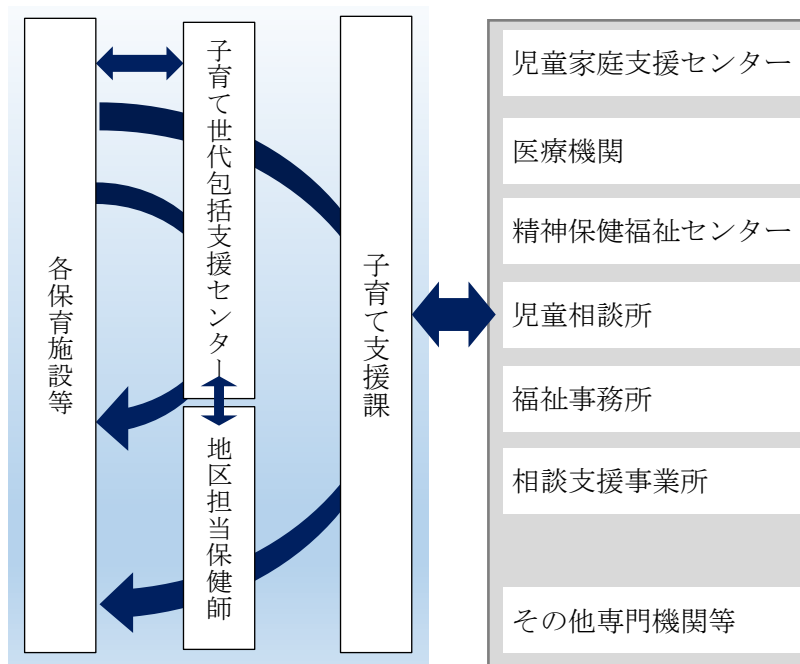 各保育施設等
子育て世代包括支援センター
地区担当保健師
子育て支援課
児童家庭支援センター
医療機関
精神保健福祉センター
児童相談所
福祉事務所
相談支援事業所
その他専門機関等